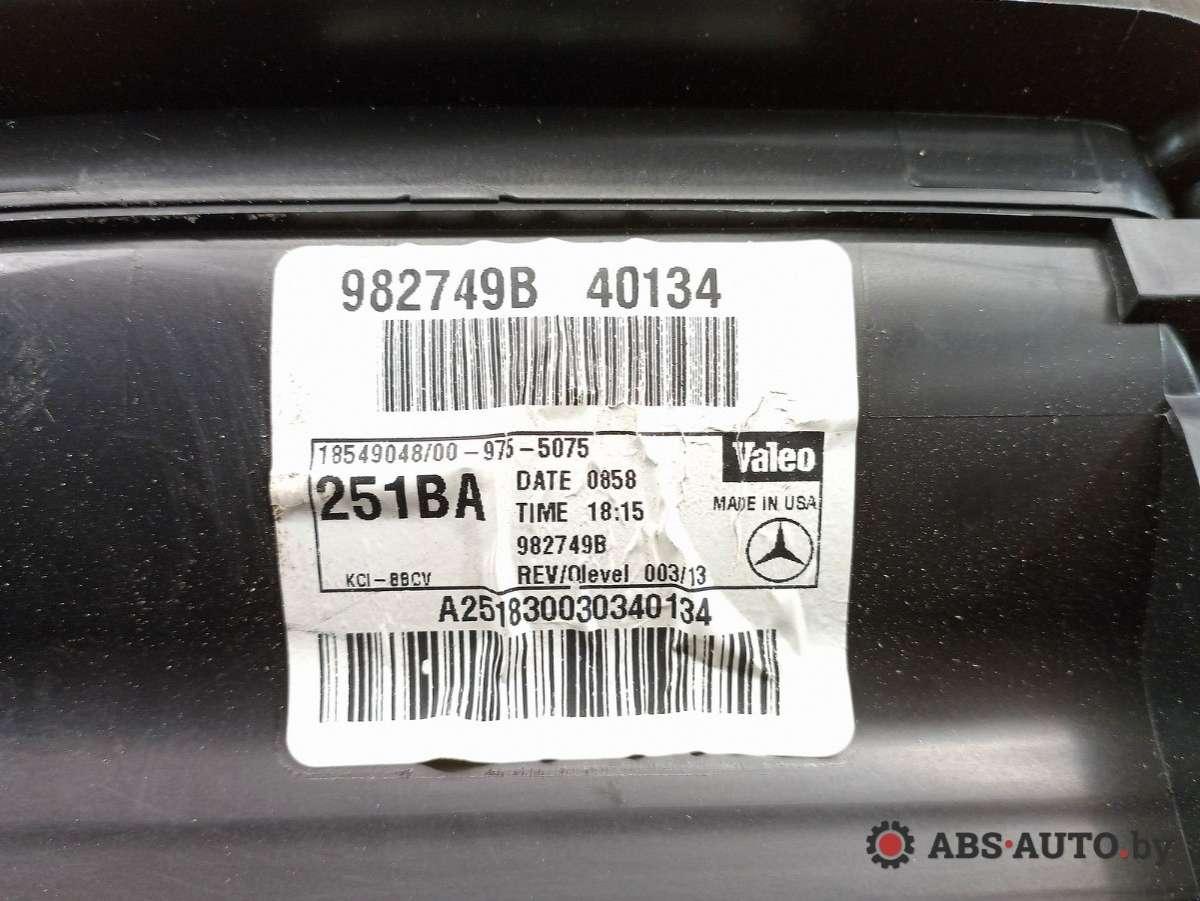 982749B 40134
18549048/00-975-5075
251BA
DATE 0858
TIME 18:15
982749B
REV/Qlevel 003/13
Valeo
MADE IN USA
KCI-BBCV
A251830030340134
ABS·AUTO.by